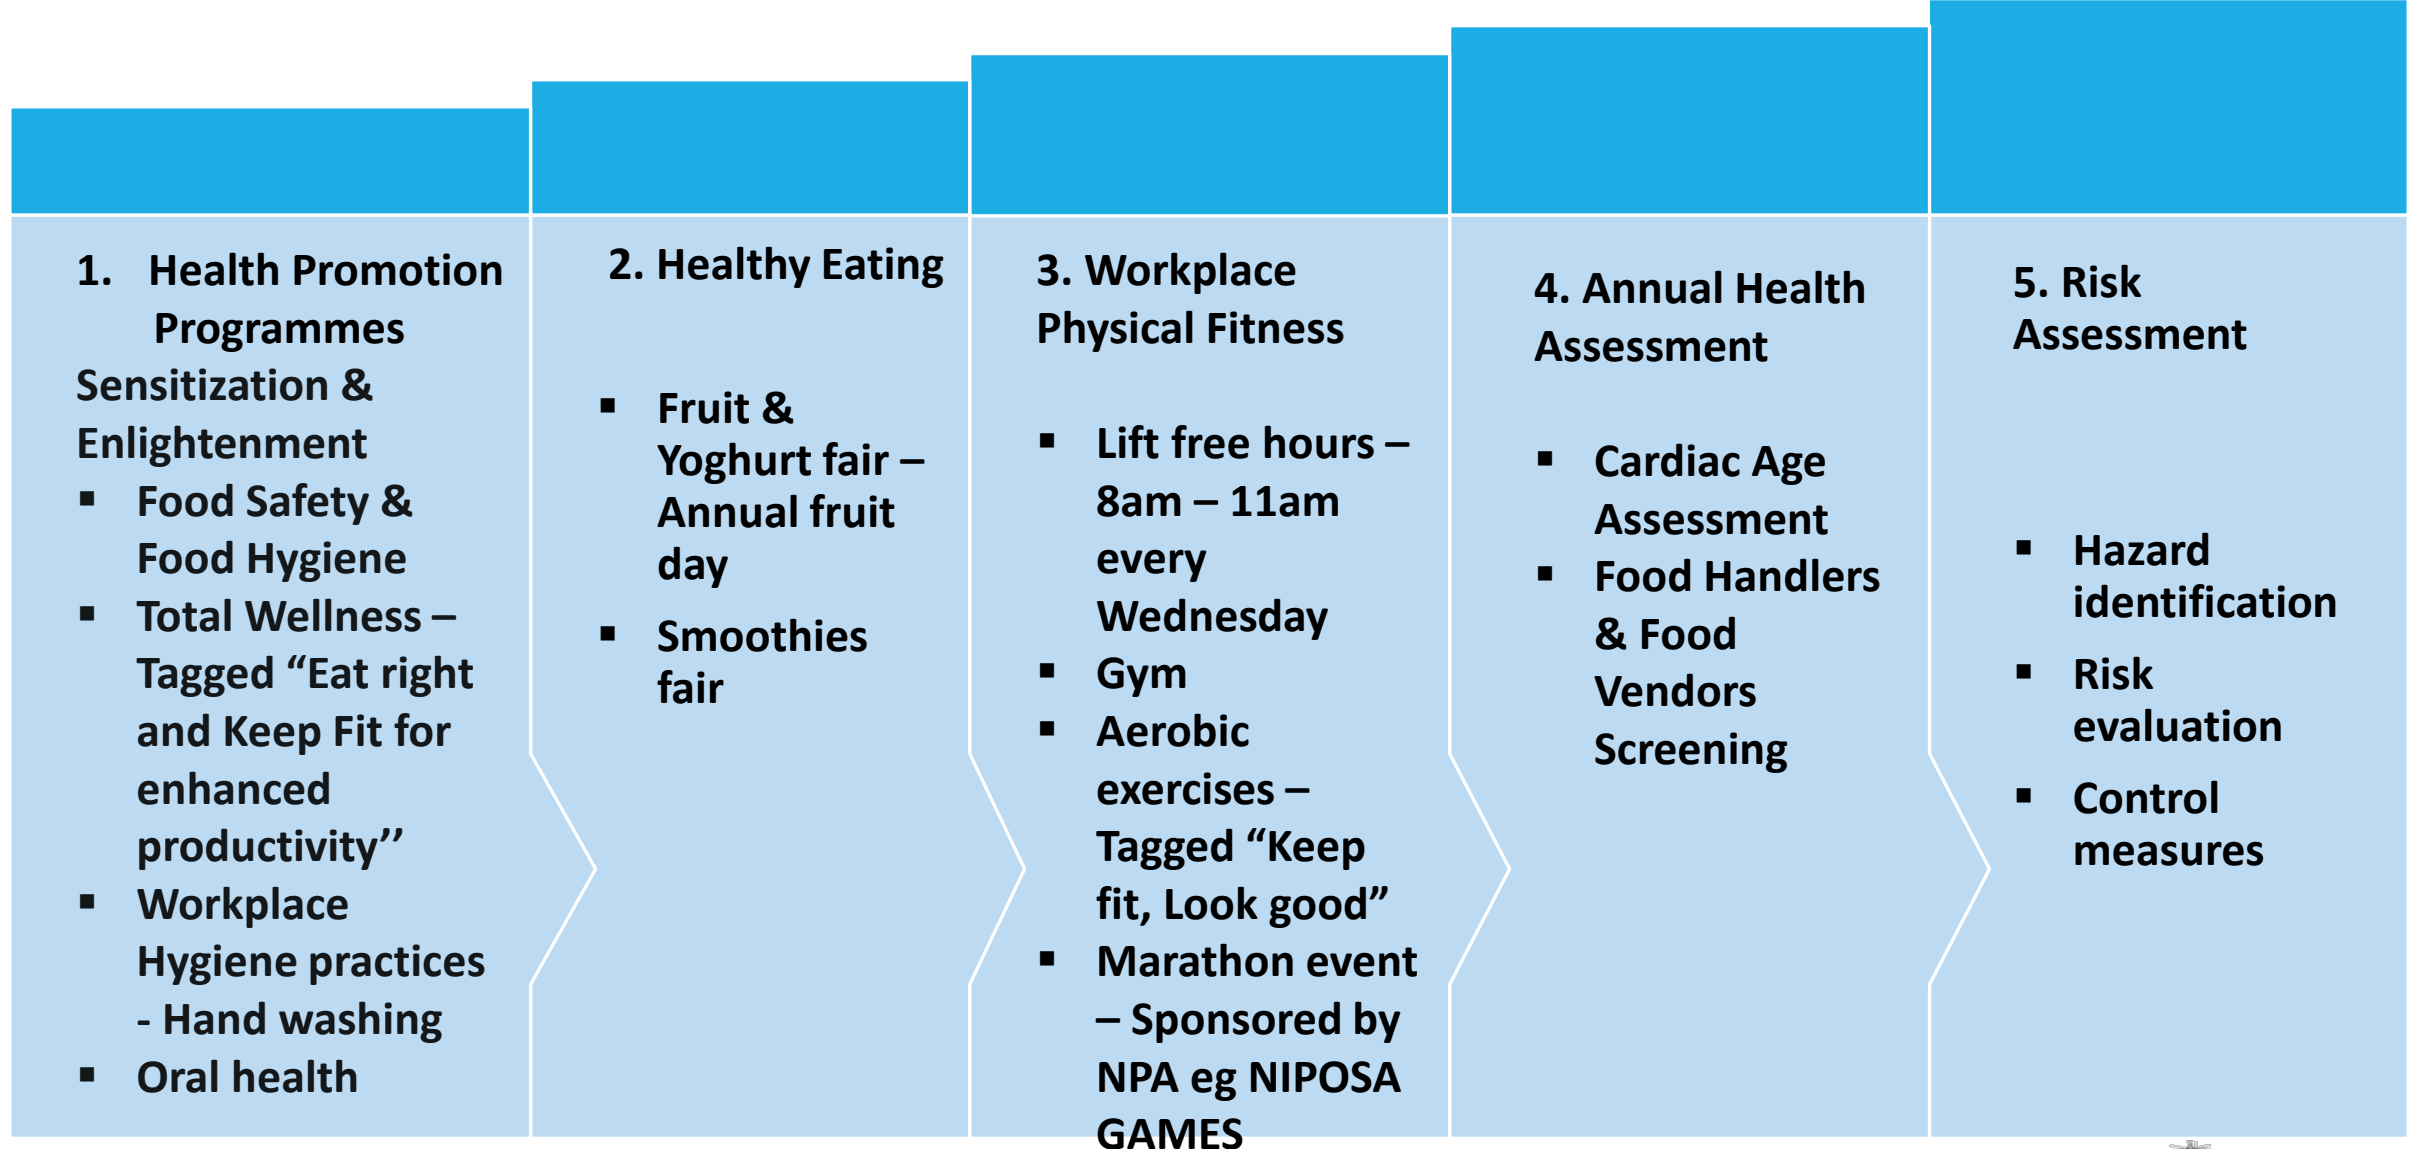 1. Health Promotion
Programmes
Sensitization &
Enlightenment
▪ Food Safety &
Food Hygiene
▪ Total Wellness –
Tagged “Eat right
and Keep Fit for
enhanced
productivity’’
▪ Workplace
Hygiene practices
- Hand washing
▪ Oral health
2. Healthy Eating
▪ Fruit &
Yoghurt fair –
Annual fruit
day
▪ Smoothies
fair
3. Workplace
Physical Fitness
▪ Lift free hours –
8am – 11am
every
Wednesday
▪ Gym
▪ Aerobic
exercises –
Tagged “Keep
fit, Look good”
▪ Marathon event
– Sponsored by
NPA eg NIPOSA
GAMES
4. Annual Health
Assessment
▪ Cardiac Age
Assessment
▪ Food Handlers
& Food
Vendors
Screening
5. Risk
Assessment
▪ Hazard
identification
▪ Risk
evaluation
▪ Control
measures